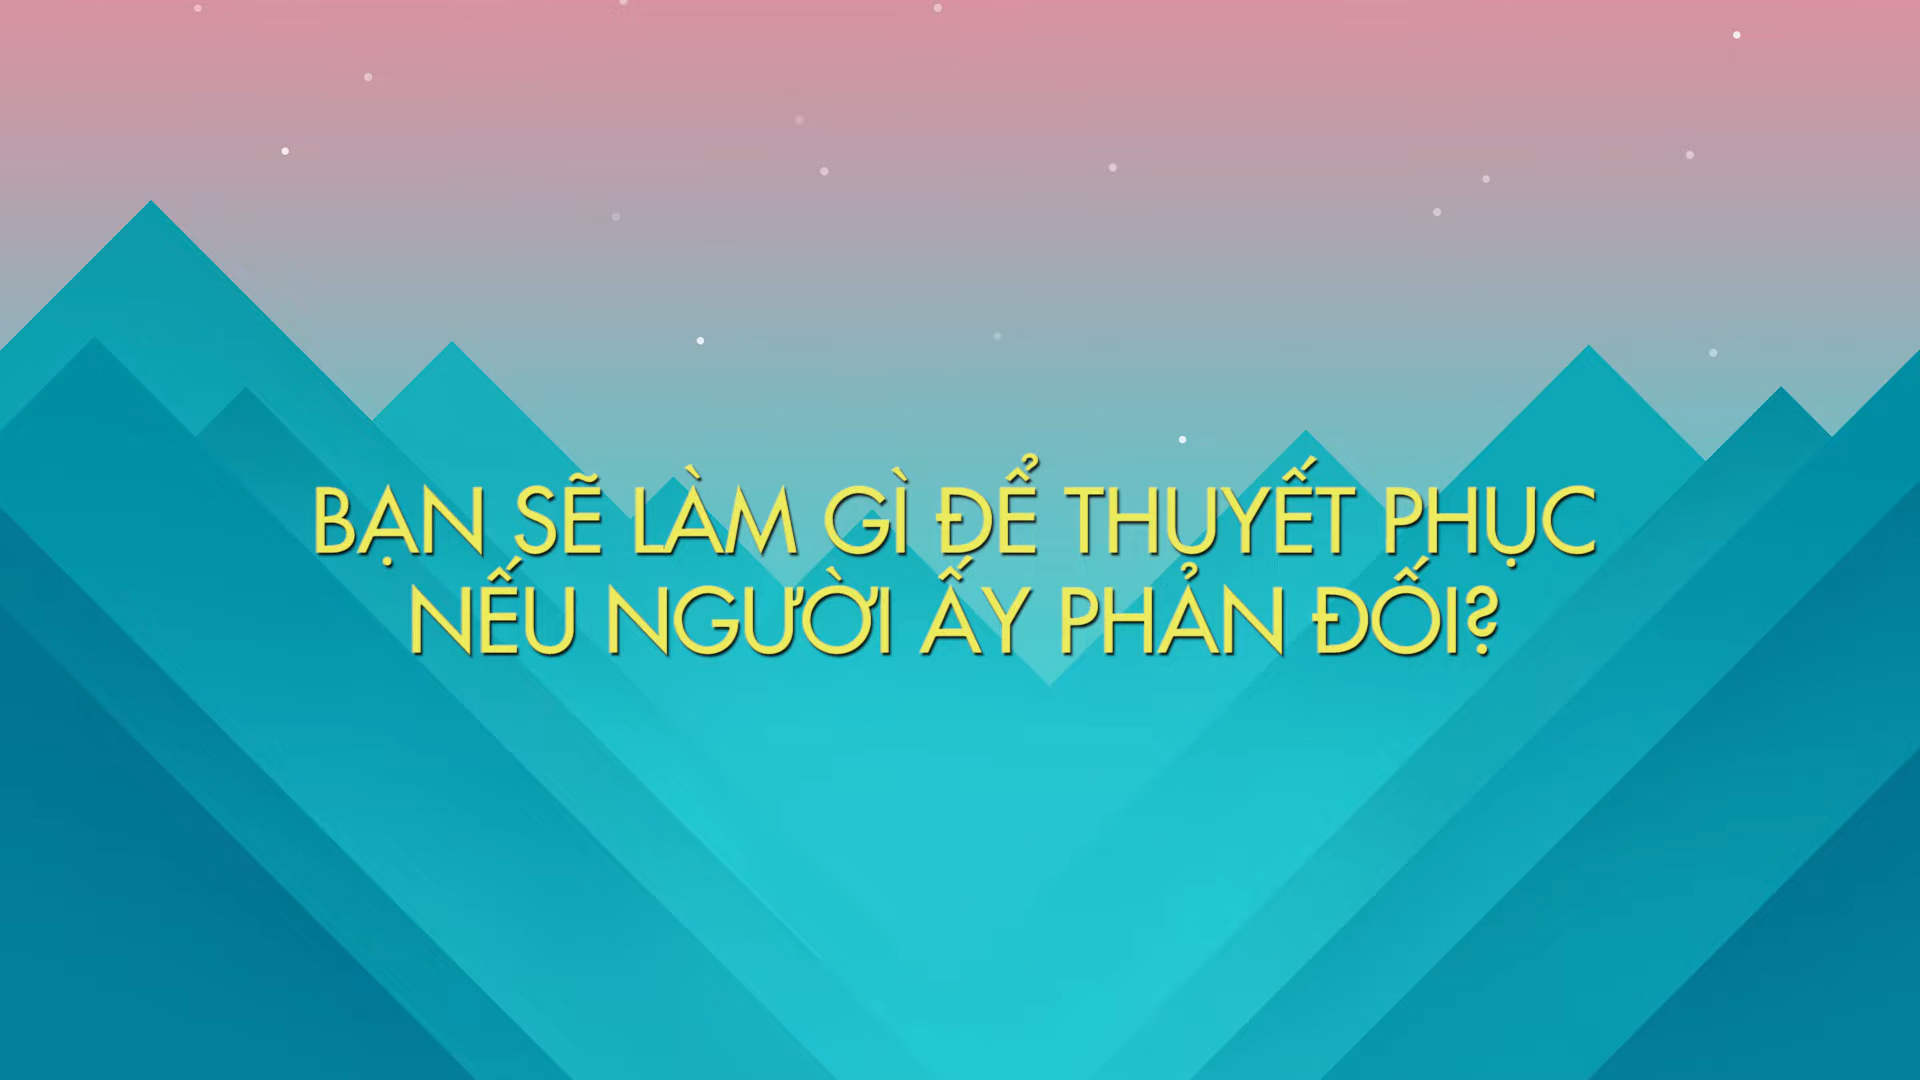 BẠN SẼ LÀM GÌ ĐỂ THUYẾT PHỤC
NẾU NGƯỜI ẤY PHẢN ĐỐI?